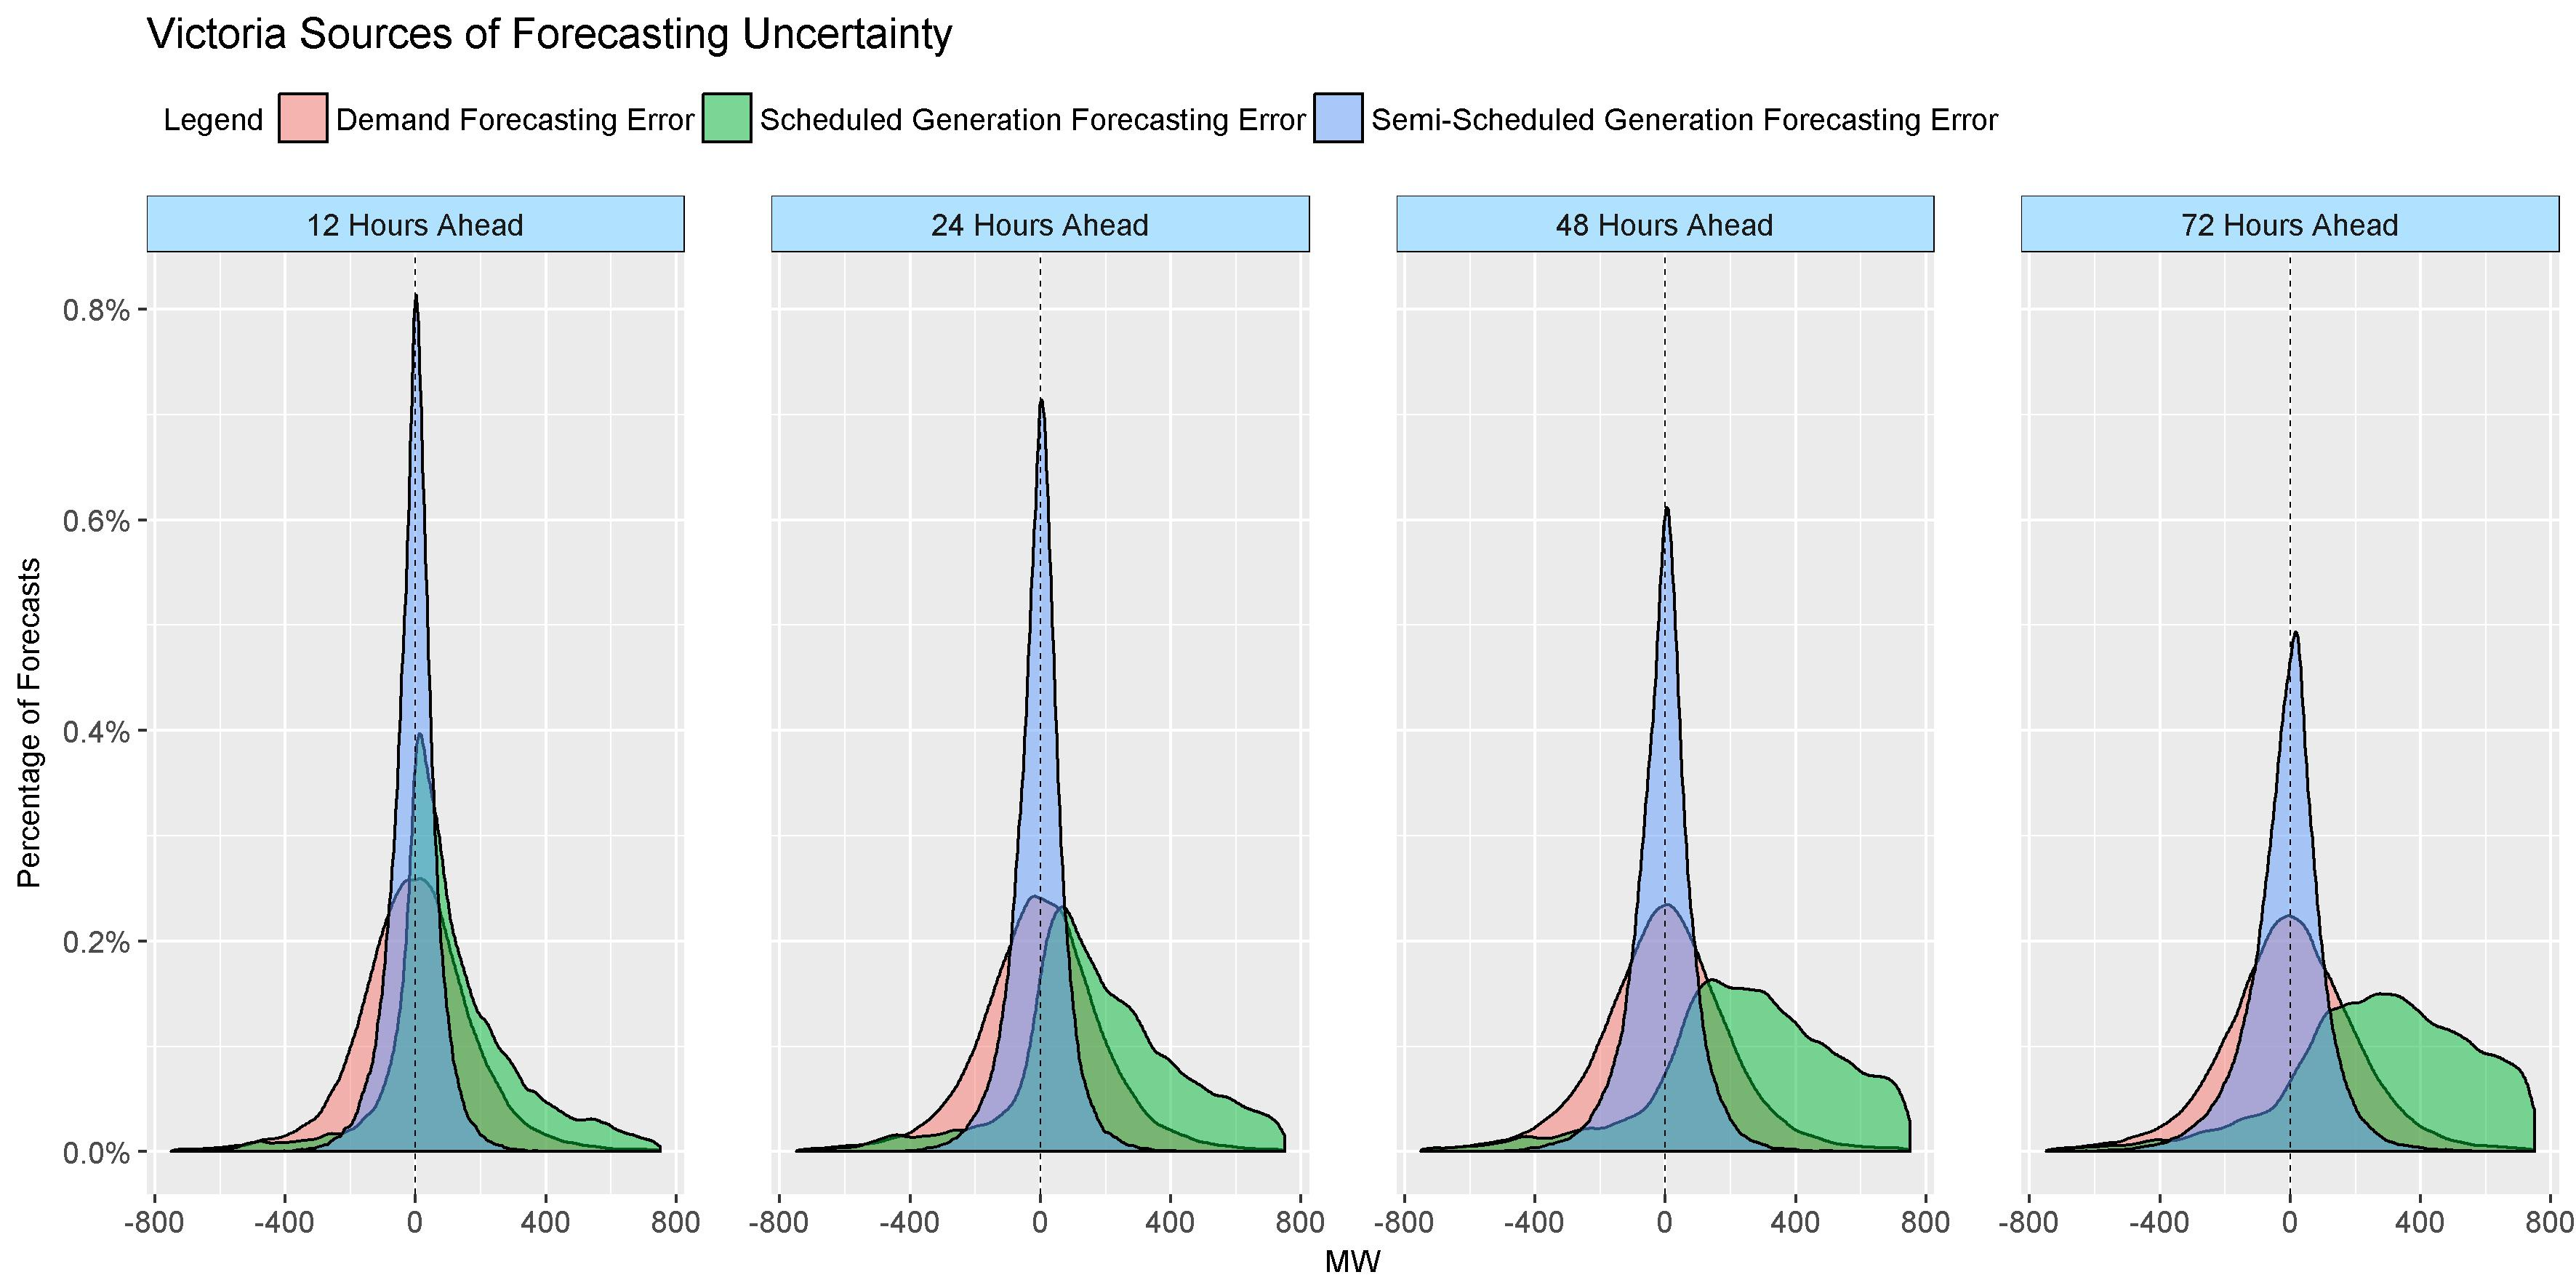 Victoria Sources of Forecasting Uncertainty
Legend Demand Forecasting Error Scheduled Generation Forecasting Error Semi-Scheduled Generation Forecasting Error
12 Hours Ahead 24 Hours Ahead 48 Hours Ahead 72 Hours Ahead
0.8%
0.6%
0.4%
0.2%
0.0%
Percentage of Forecasts
-800 -400 0 400 800 -800 -400 0 400 800 -800 -400 0 400 800 -800 -400 0 400 800
MW